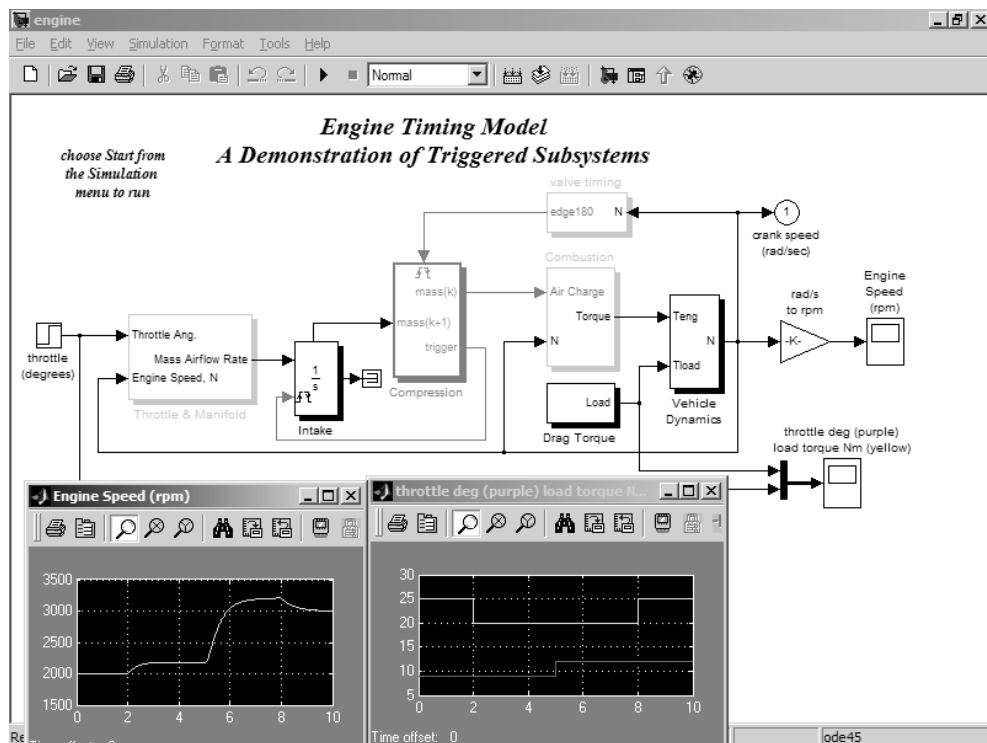 engine
File Edit View Simulation Format Tools Help
Normal
Engine Timing Model
A Demonstration of Triggered Subsystems
choose Start from
the Simulation
menu to run
valve timing
edge180 N
1
crank speed
(rad/sec)
Combustion
Air Charge
Torque
N
mass(k)
mass(k+1)
trigger
Compression
Engine
Speed
(rpm)
rad/s
to rpm
-K-
Teng
N
Tload
Vehicle
Dynamics
throttle
(degrees)
Throttle Ang.
Mass Airflow Rate
Engine Speed, N
Throttle & Manifold
1
s
Intake
Load
Drag Torque
throttle deg (purple)
load torque Nm (yellow)
Engine Speed (rpm)
3500
3000
2500
2000
1500
0 2 4 6 8 10
throttle deg (purple) load torque N...
30
25
20
15
10
5
0 2 4 6 8 10
Time offset: 0
ode45